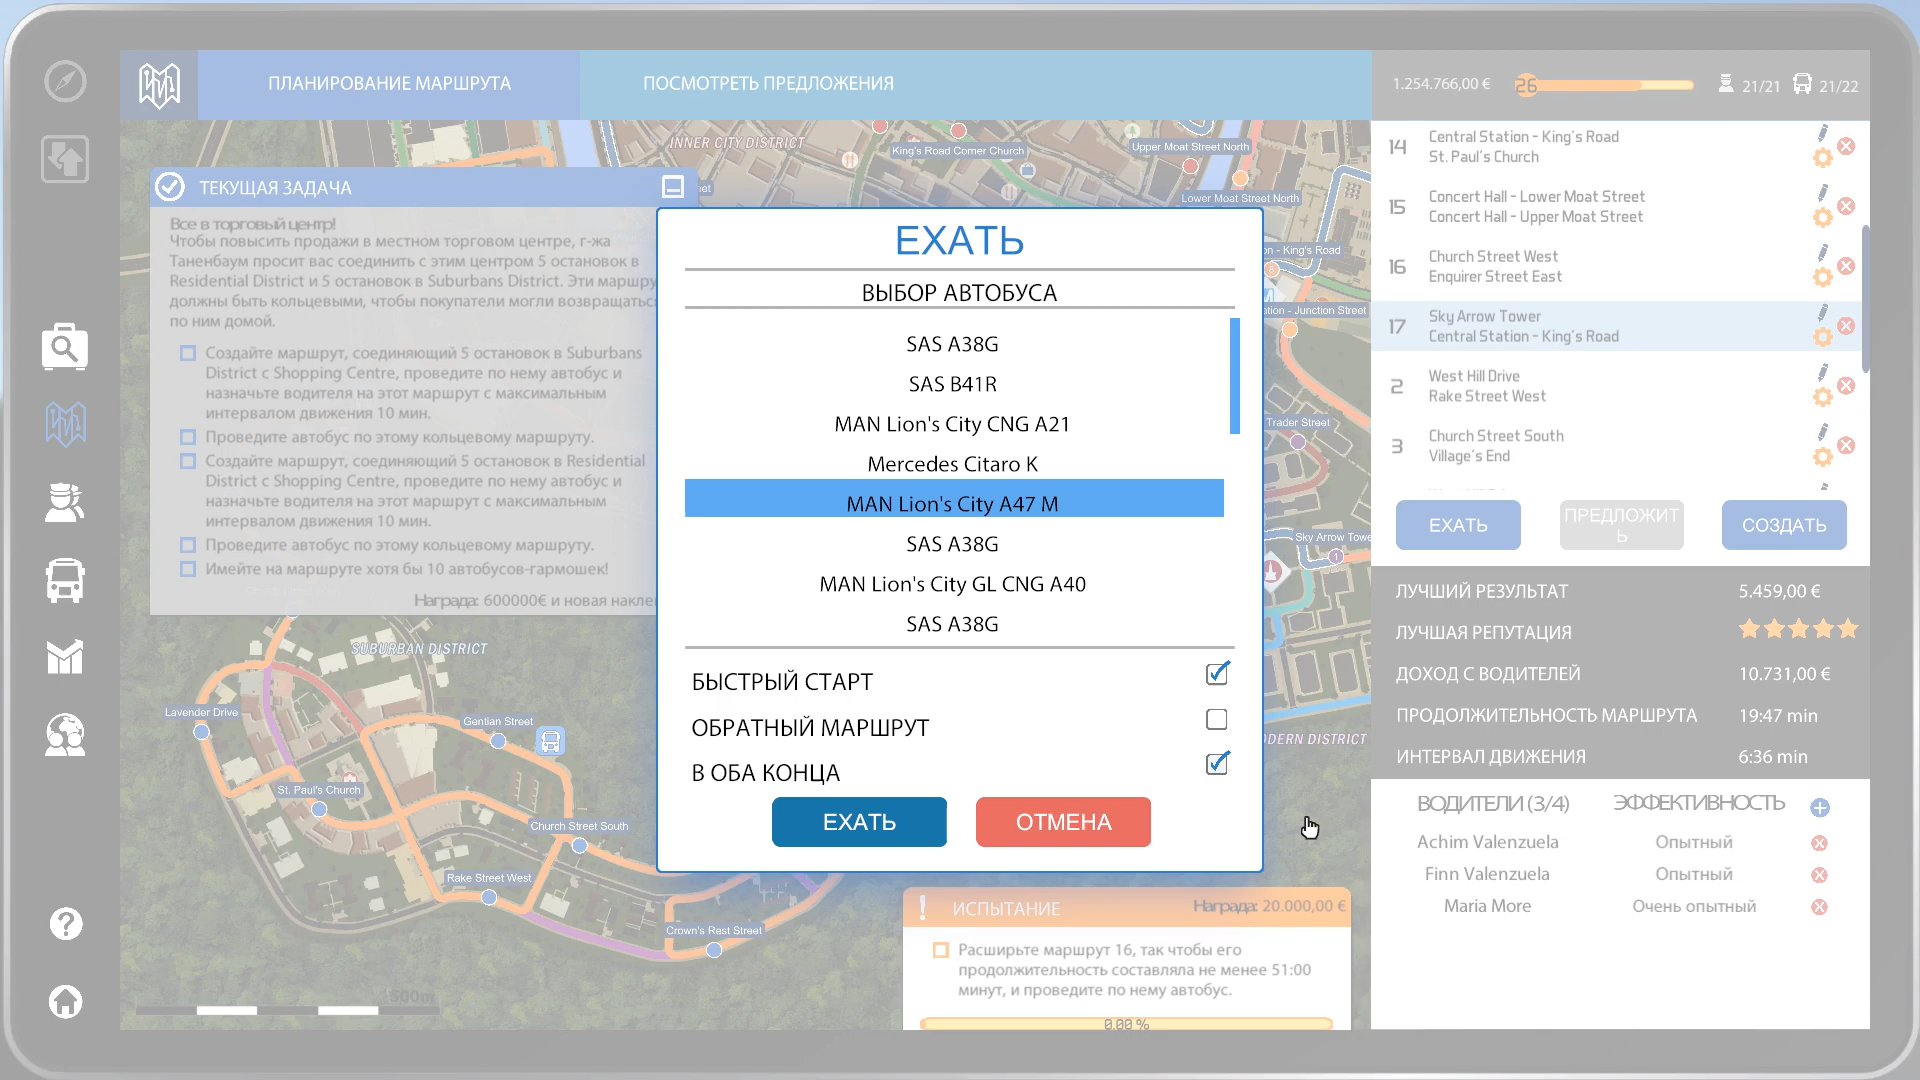 ПЛАНИРОВАНИЕ МАРШРУТА
ПОСМОТРЕТЬ ПРЕДЛОЖЕНИЯ
1.254.766,00 €
26
21/21
21/22
INNER CITY DISTRICT
King's Road Corner Church
Upper Moat Street North
Lower Moat Street North
ТЕКУЩАЯ ЗАДАЧА
Все в торговый центр!
Чтобы повысить продажи в местном торговом центре, г-жа
Таненбаум просит вас соединить с этим центром 5 остановок в
Residential District и 5 остановок в Suburbans District. Эти маршру
должны быть кольцевыми, чтобы покупатели могли возвращатьс
по ним домой.
Создайте маршрут, соединяющий 5 остановок в Suburbans
District с Shopping Centre, проведите по нему автобус и
назначьте водителя на этот маршрут с максимальным
интервалом движения 10 мин.
Проведите автобус по этому кольцевому маршруту.
Создайте маршрут, соединяющий 5 остановок в Residential
District с Shopping Centre, проведите по нему автобус и
назначьте водителя на этот маршрут с максимальным
интервалом движения 10 мин.
Проведите автобус по этому кольцевому маршруту.
Имейте на маршруте хотя бы 10 автобусов-гармошек!
Награда: 600000€ и новая накле
ЕХАТЬ
ВЫБОР АВТОБУСА
SAS A38G
SAS B41R
MAN Lion's City CNG A21
Mercedes Citaro K
MAN Lion's City A47 M
SAS A38G
MAN Lion's City GL CNG A40
SAS A38G
БЫСТРЫЙ СТАРТ
ОБРАТНЫЙ МАРШРУТ
В ОБА КОНЦА
ЕХАТЬ
ОТМЕНА
on - King's Road
ation - Junction Street
Trader Street
Sky Arrow Towe
1
ODERN DISTRICT
SUBURBAN DISTRICT
Lavender Drive
Gentian Street
St. Paul's Church
Church Street South
Rake Street West
Crown's Rest Street
500m
ИСПЫТАНИЕ
Награда: 20.000,00 €
Расширьте маршрут 16, так чтобы его
продолжительность составляла не менее 51:00
минут, и проведите по нему автобус.
0.00 %
14
Central Station - King's Road
St. Paul's Church
15
Concert Hall - Lower Moat Street
Concert Hall - Upper Moat Street
16
Church Street West
Enquirer Street East
17
Sky Arrow Tower
Central Station - King's Road
2
West Hill Drive
Rake Street West
3
Church Street South
Village's End
ЕХАТЬ
ПРЕДЛОЖИТ
Ь
СОЗДАТЬ
ЛУЧШИЙ РЕЗУЛЬТАТ
5.459,00 €
ЛУЧШАЯ РЕПУТАЦИЯ
ДОХОД С ВОДИТЕЛЕЙ
10.731,00 €
ПРОДОЛЖИТЕЛЬНОСТЬ МАРШРУТА
19:47 min
ИНТЕРВАЛ ДВИЖЕНИЯ
6:36 min
ВОДИТЕЛИ (3/4)
ЭФФЕКТИВНОСТЬ
Achim Valenzuela
Опытный
Finn Valenzuela
Опытный
Maria More
Очень опытный